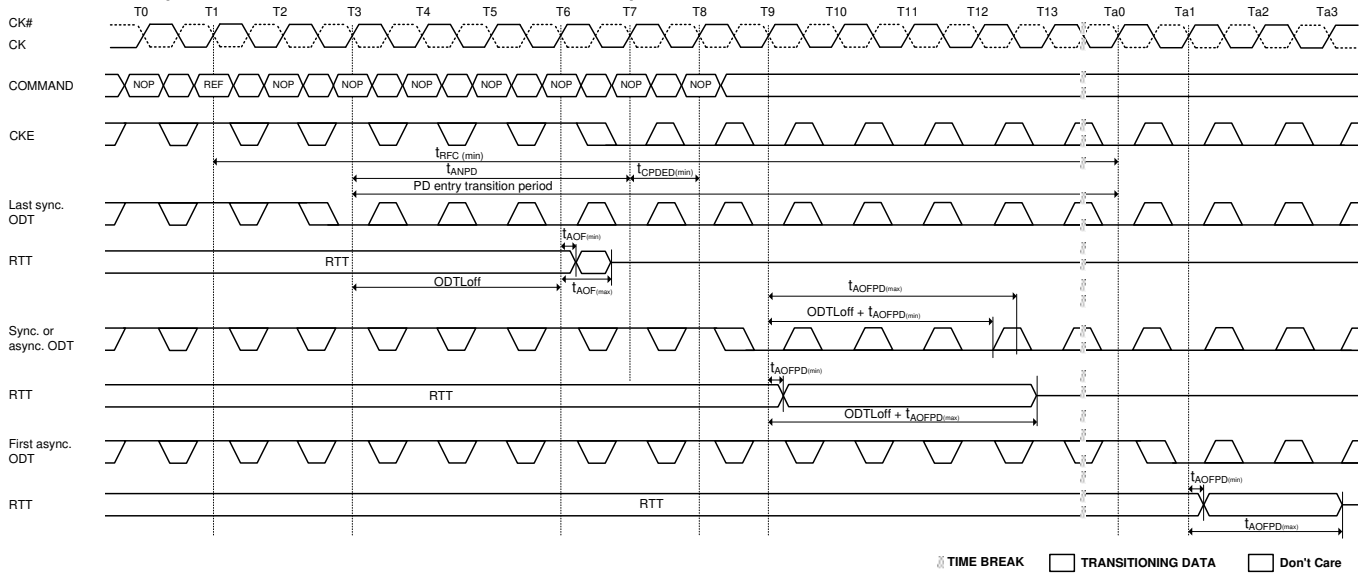 T0 T1 T2 T3 T4 T5 T6 T7 T8 T9 T10 T11 T12 T13 Ta0 Ta1 Ta2 Ta3
CK#
CK
COMMAND NOP REF NOP NOP NOP NOP NOP NOP NOP
CKE
tRFC (min)
tANPD tCPDED(min)
PD entry transition period
Last sync.
ODT
tAOF(min)
RTT RTT
ODTLoff tAOF(max)
tAOFPD(max)
ODTLoff + tAOFPD(min)
Sync. or
async. ODT
tAOFPD(min)
RTT RTT
ODTLoff + tAOFPD(max)
First async.
ODT
tAOFPD(min)
RTT RTT
tAOFPD(max)
TIME BREAK TRANSITIONING DATA Don't Care